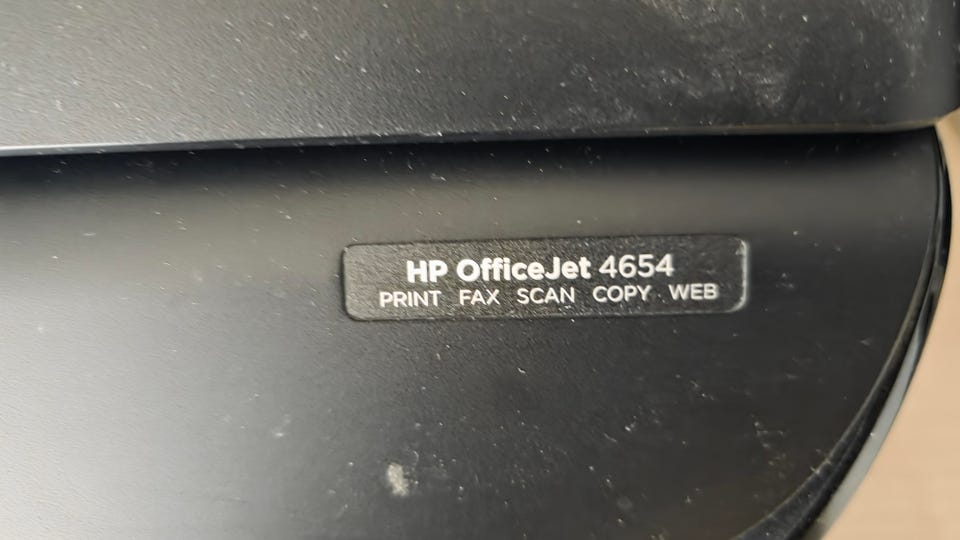 HP OfficeJet 4654
PRINT FAX SCAN COPY WEB